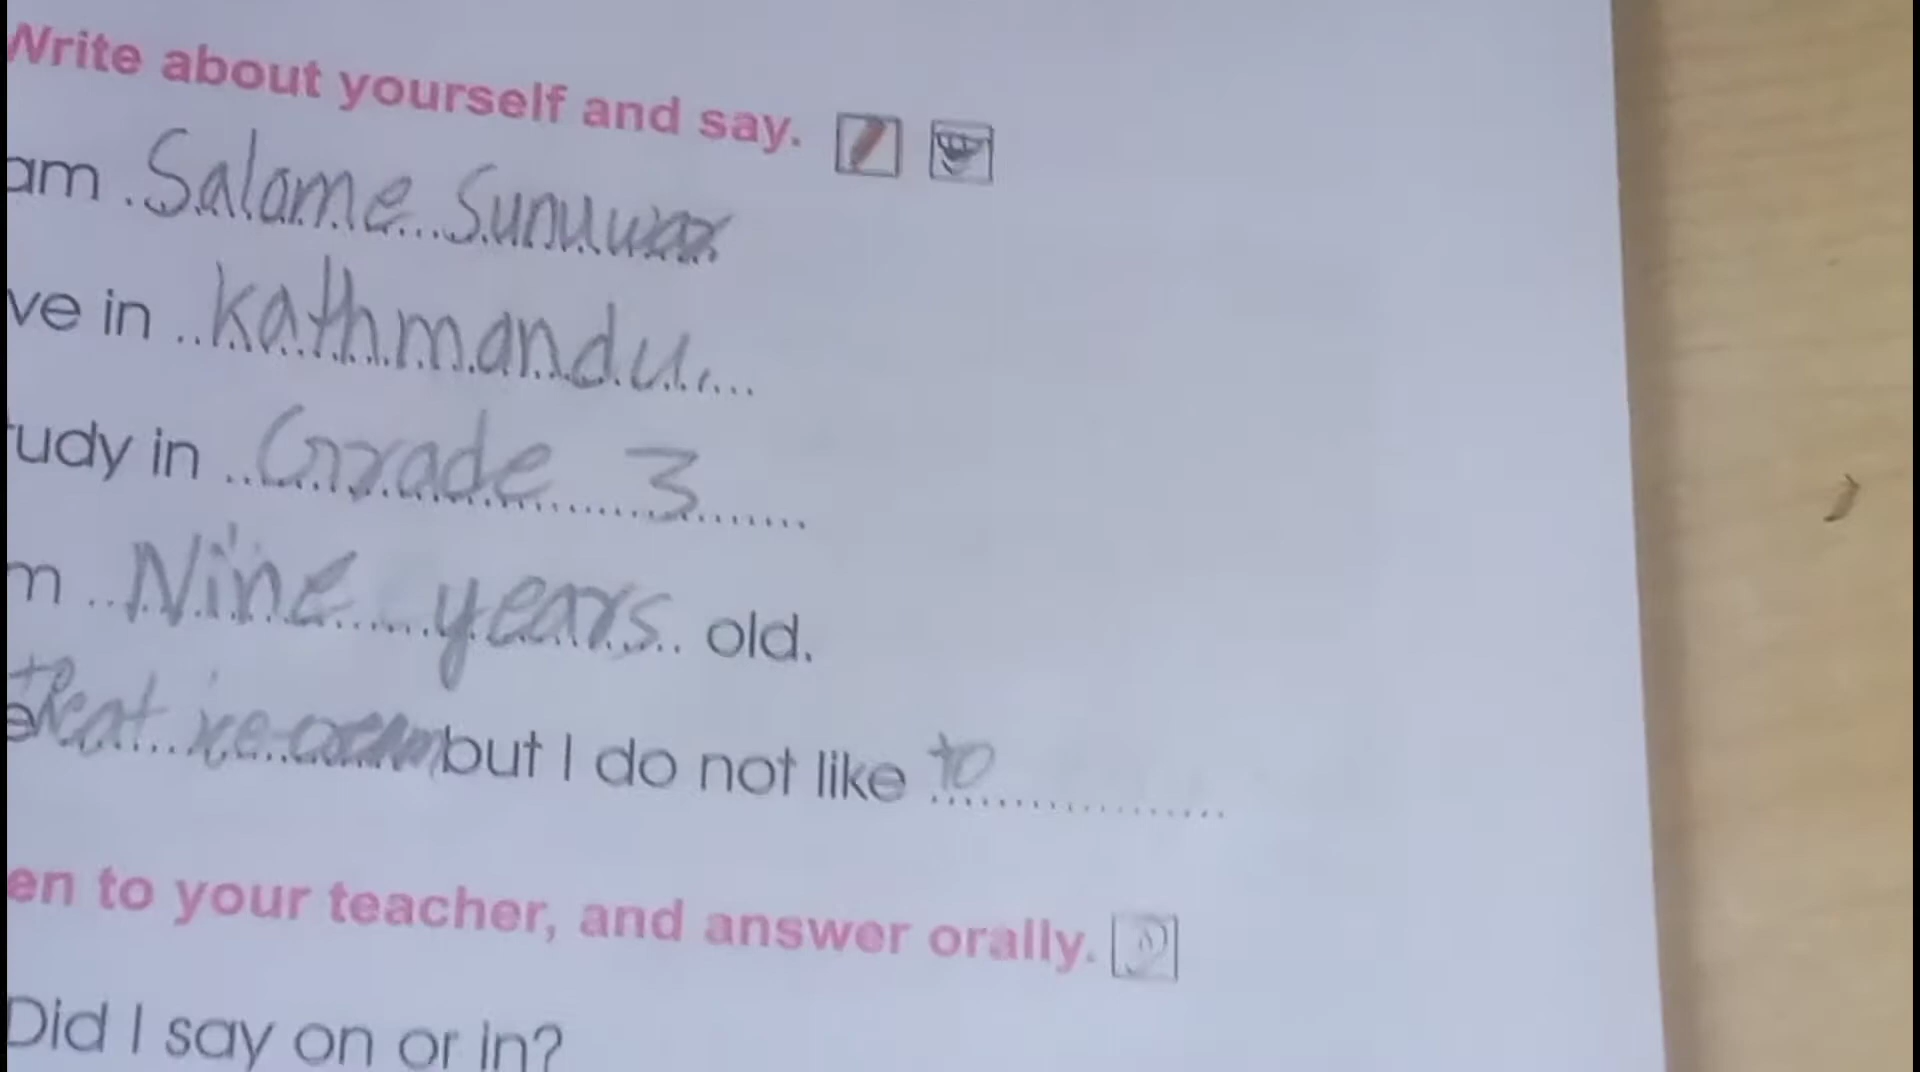 Write about yourself and say.
am Salome Sunuwar
ve in Kathmandu
udy in Grade 3
m Nine years old.
eat ice-cream but I do not like to
en to your teacher, and answer orally.
Did I say on or in?